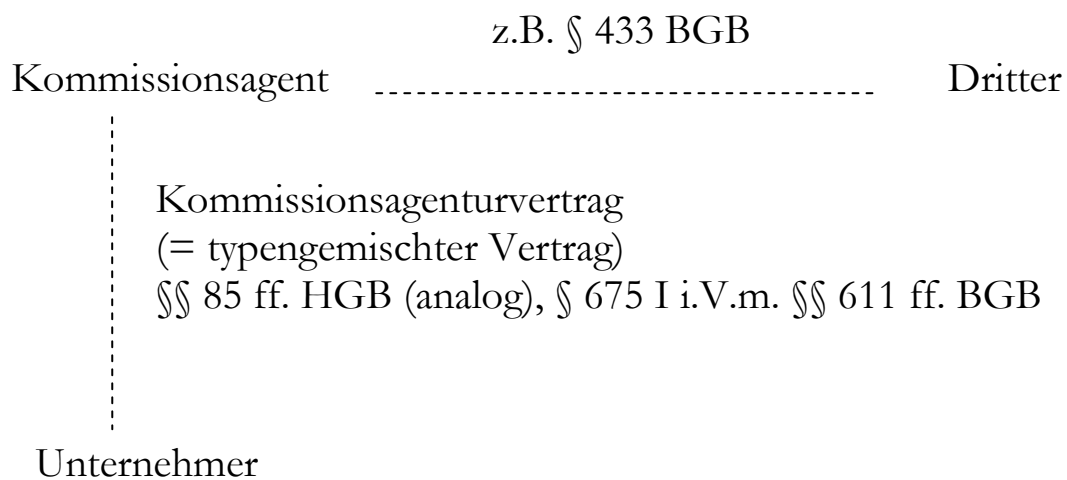 z.B. § 433 BGB
Kommissionsagent Dritter
Kommissionsagenturvertrag
(= typengemischter Vertrag)
§§ 85 ff. HGB (analog), § 675 I i.V.m. §§ 611 ff. BGB
Unternehmer